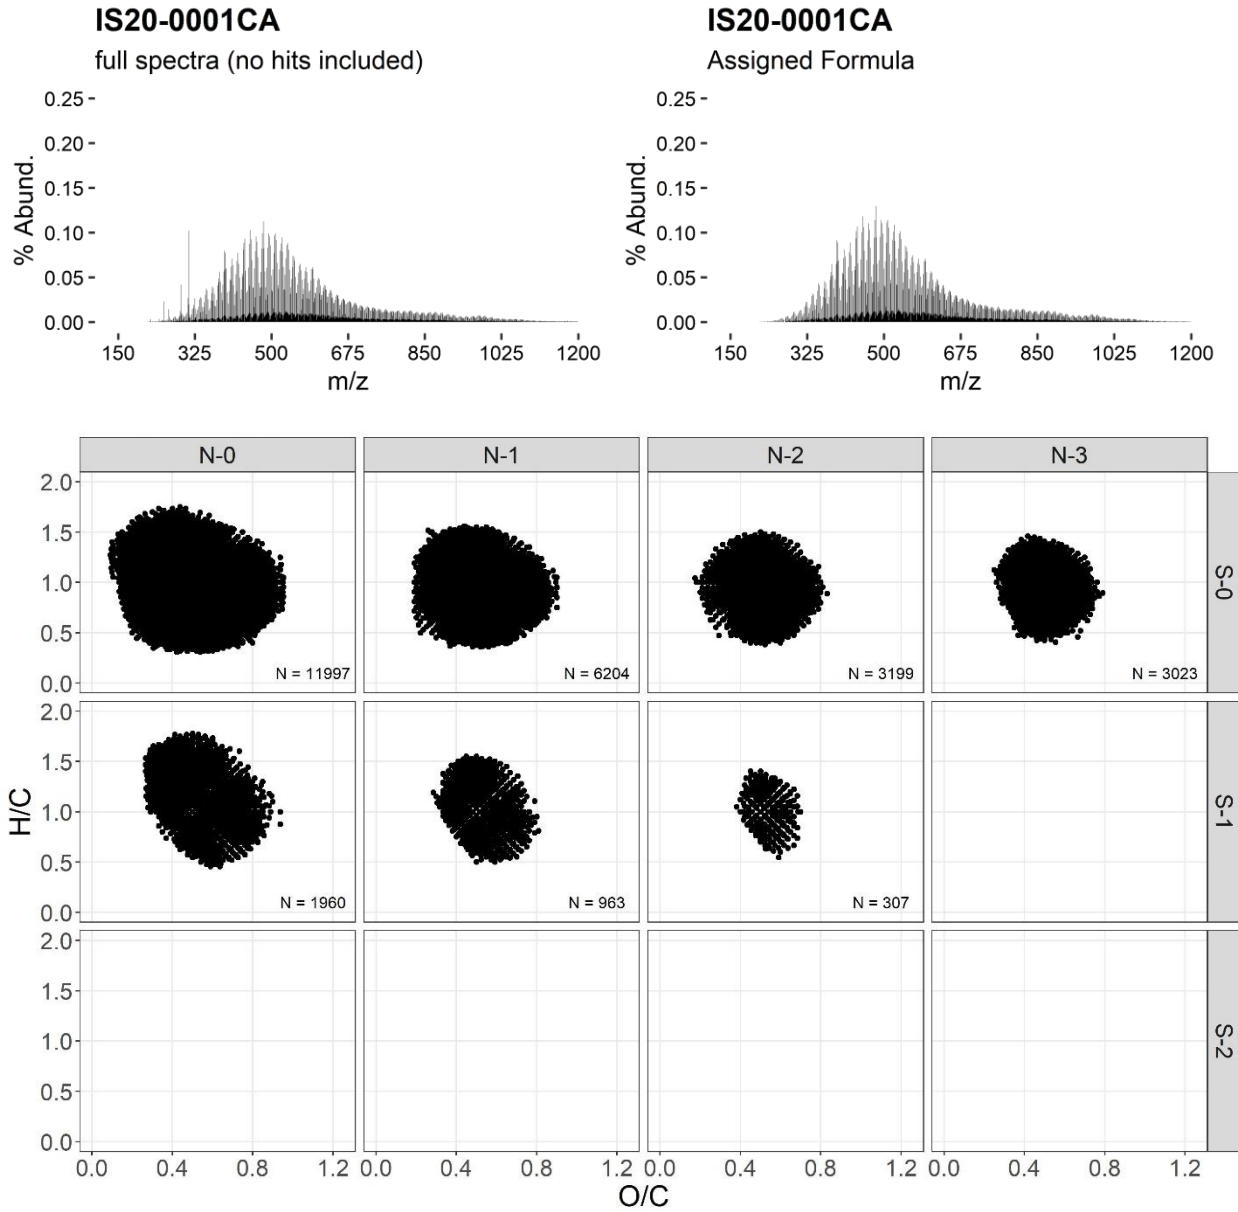 IS20-0001CA
full spectra (no hits included)
% Abund.
0.25
0.20
0.15
0.10
0.05
0.00
150 325 500 675 850 1025 1200
m/z
IS20-0001CA
Assigned Formula
% Abund.
0.25
0.20
0.15
0.10
0.05
0.00
150 325 500 675 850 1025 1200
m/z
N-0 N-1 N-2 N-3
2.0
1.5
1.0
0.5
0.0
N = 11997 N = 6204 N = 3199 N = 3023
S-0
H/C
2.0
1.5
1.0
0.5
0.0
N = 1960 N = 963 N = 307
S-1
2.0
1.5
1.0
0.5
0.0
S-2
0.0 0.4 0.8 1.2 0.0 0.4 0.8 1.2 0.0 0.4 0.8 1.2 0.0 0.4 0.8 1.2
O/C